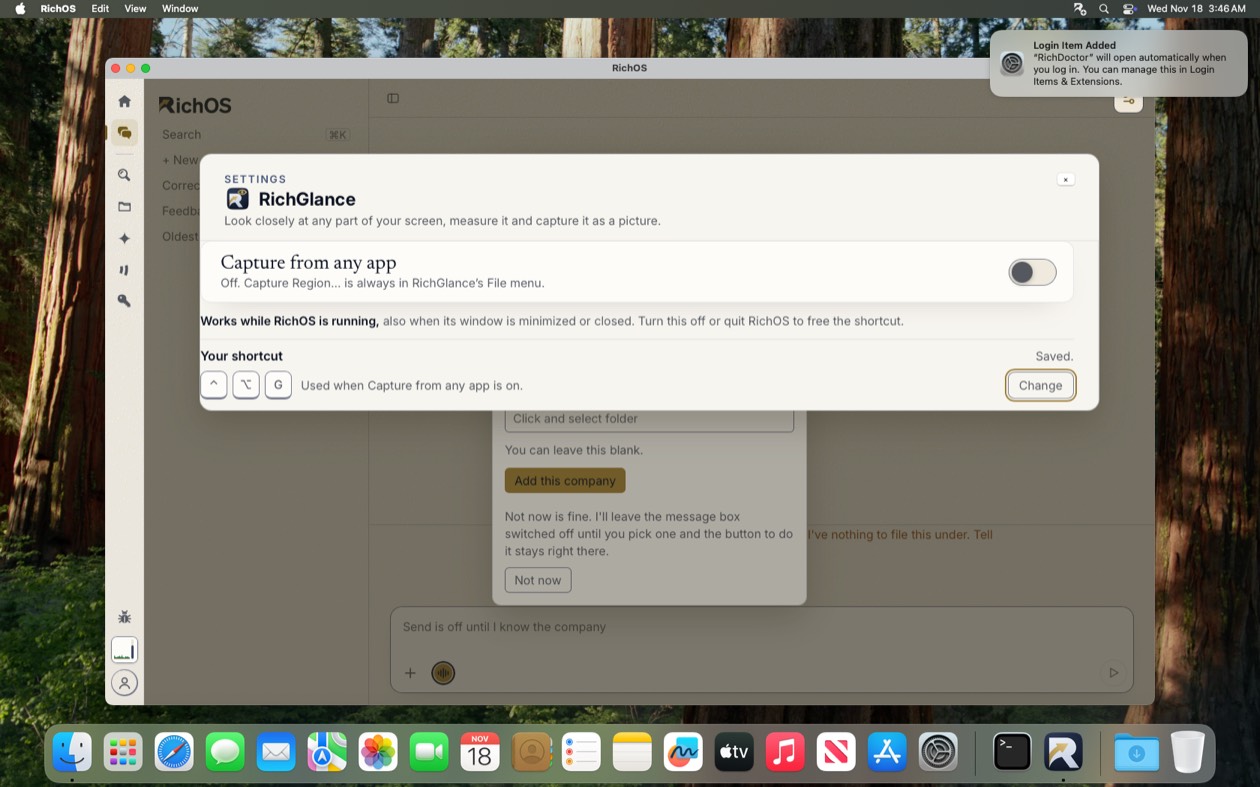 RichOS Edit View Window Wed Nov 18 3:46 AM
Login Item Added
"RichDoctor" will open automatically when
you log in. You can manage this in Login
Items & Extensions.
RichOS
RichOS
Search ⌘K
+ New
Correc
Feedba
Oldest
SETTINGS
RichGlance
Look closely at any part of your screen, measure it and capture it as a picture.
Capture from any app
Off. Capture Region... is always in RichGlance's File menu.
Works while RichOS is running, also when its window is minimized or closed. Turn this off or quit RichOS to free the shortcut.
Your shortcut Saved.
^ ⌥ G Used when Capture from any app is on. Change
Click and select folder
You can leave this blank.
Add this company
Not now is fine. I'll leave the message box
switched off until you pick one and the button to do
it stays right there.
I've nothing to file this under. Tell
Not now
Send is off until I know the company
NOV
18
tv